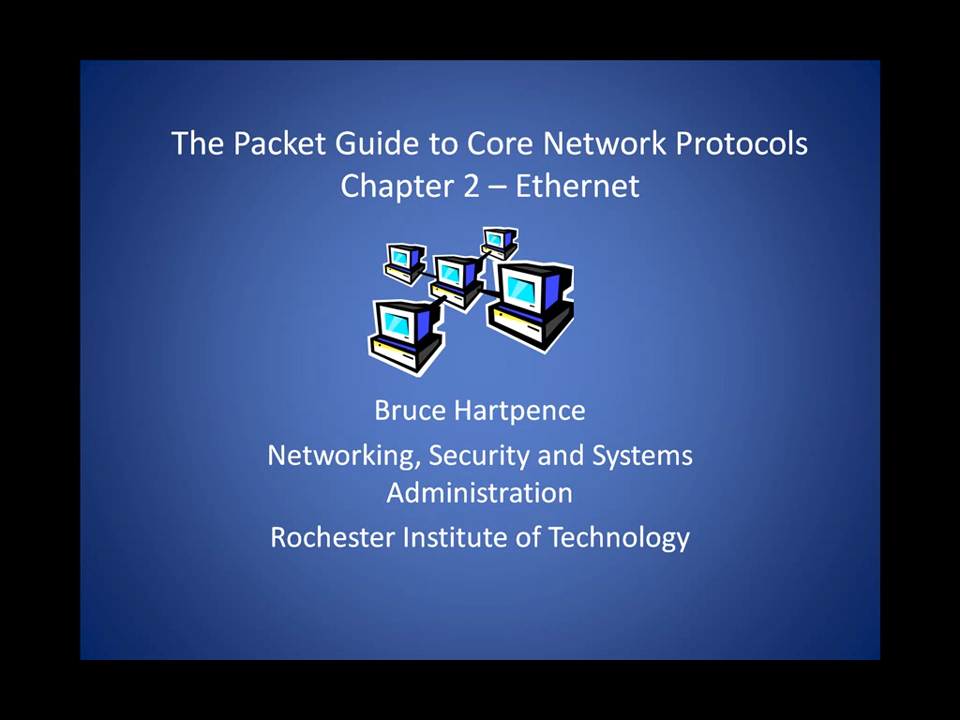 The Packet Guide to Core Network Protocols
Chapter 2 – Ethernet
Bruce Hartpence
Networking, Security and Systems
Administration
Rochester Institute of Technology